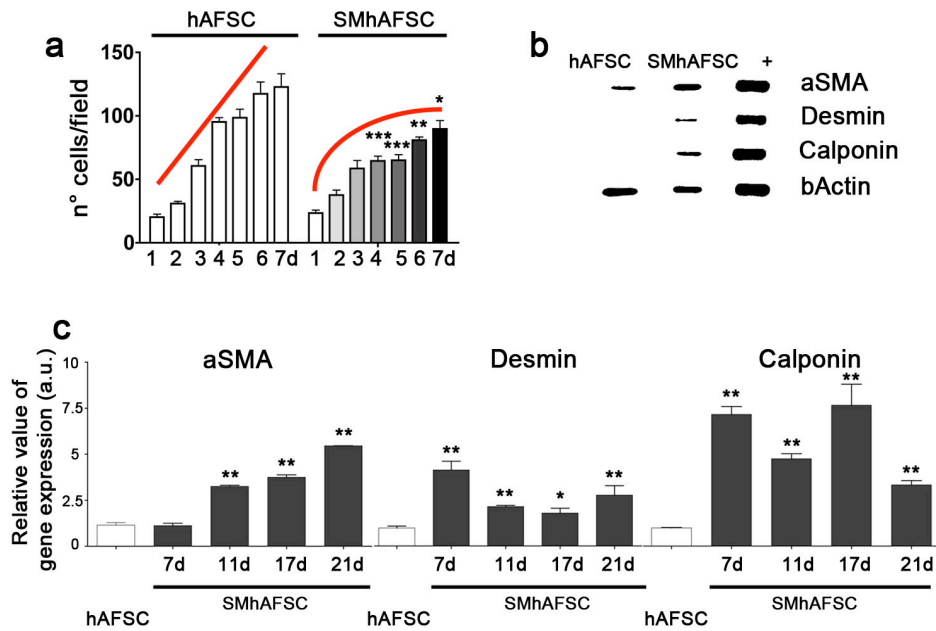 a
hAFSC SMhAFSC
n° cells/field
150
100
50
0
*** *** ** *
1 2 3 4 5 6 7d 1 2 3 4 5 6 7d
b
hAFSC SMhAFSC +
aSMA
Desmin
Calponin
bActin
c
Relative value of
gene expression (a.u.)
10
7.5
5
2.5
0
aSMA
** ** **
7d 11d 17d 21d
hAFSC
SMhAFSC
Desmin
** ** * **
7d 11d 17d 21d
hAFSC
SMhAFSC
Calponin
** ** ** **
7d 11d 17d 21d
hAFSC
SMhAFSC